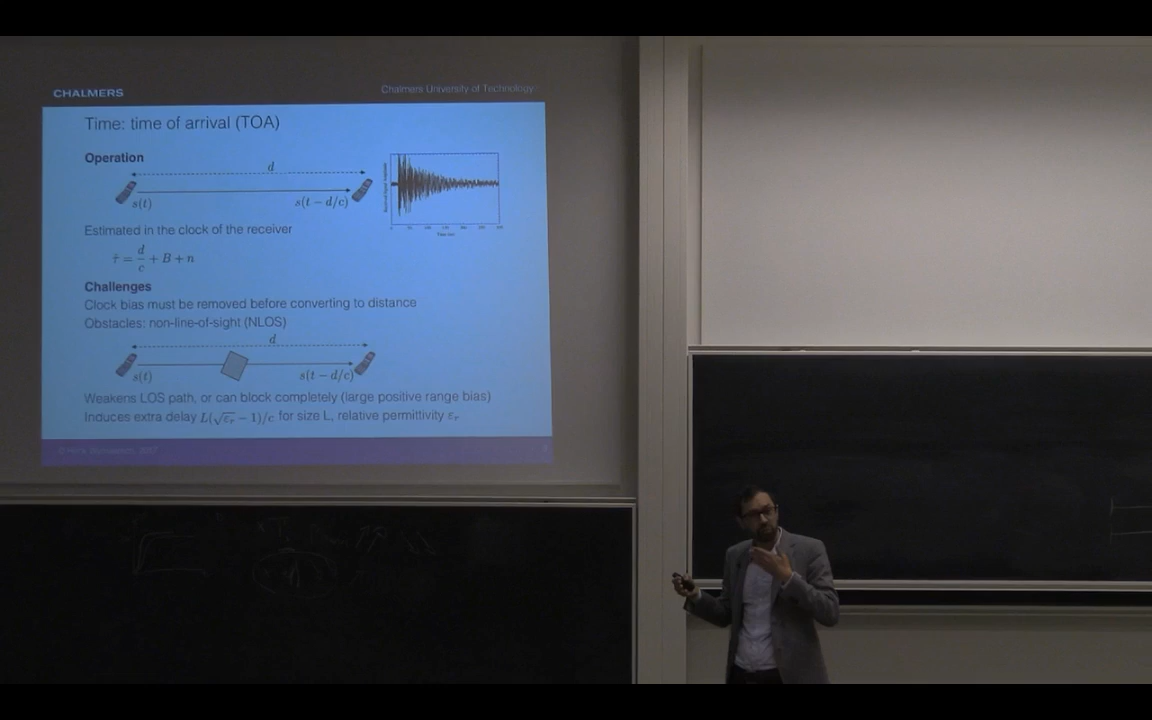 CHALMERS
Chalmers University of Technology
Time: time of arrival (TOA)
Operation
d
s(t)
s(t − d/c)
Estimated in the clock of the receiver
τ̂ = d/c + B + n
Challenges
Clock bias must be removed before converting to distance
Obstacles: non-line-of-sight (NLOS)
d
s(t)
s(t − d/c)
Weakens LOS path, or can block completely (large positive range bias)
Induces extra delay L(√εr − 1)/c for size L, relative permittivity εr